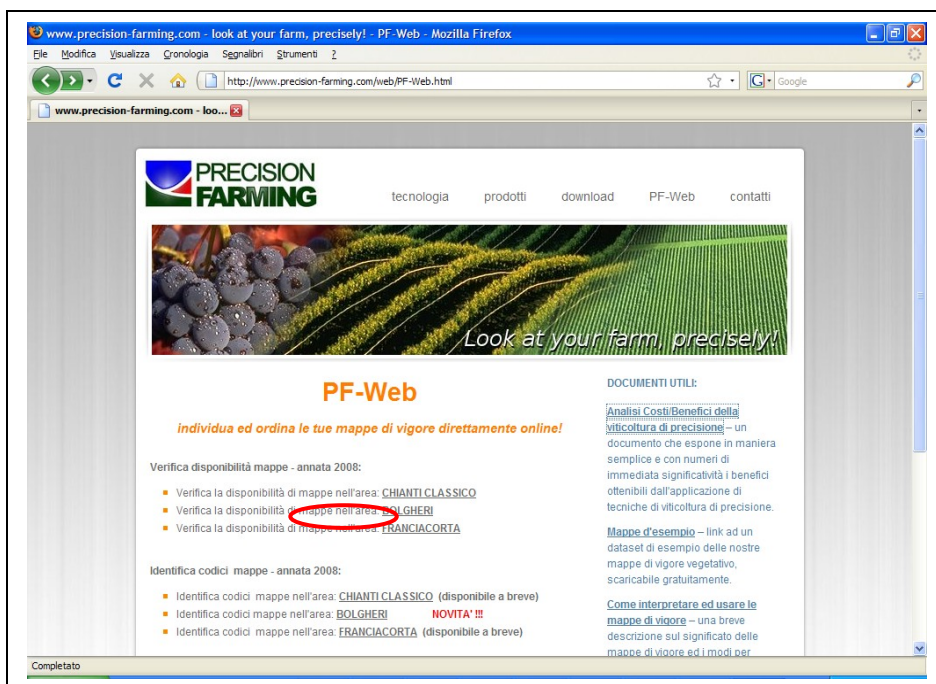 www.precision-farming.com - look at your farm, precisely! - PF-Web - Mozilla Firefox
File Modifica Visualizza Cronologia Segnalibri Strumenti ?
http://www.precision-farming.com/web/PF-Web.html
G Google
www.precision-farming.com - loo...
PRECISION
FARMING
tecnologia prodotti download PF-Web contatti
Look at your farm, precisely!
PF-Web
individua ed ordina le tue mappe di vigore direttamente online!
Verifica disponibilità mappe - annata 2008:
Verifica la disponibilità di mappe nell'area: CHIANTI CLASSICO
Verifica la disponibilità di mappe nell'area: BOLGHERI
Verifica la disponibilità di mappe nell'area: FRANCIACORTA
Identifica codici mappe - annata 2008:
Identifica codici mappe nell'area: CHIANTI CLASSICO (disponibile a breve)
Identifica codici mappe nell'area: BOLGHERI NOVITA' !!!
Identifica codici mappe nell'area: FRANCIACORTA (disponibile a breve)
DOCUMENTI UTILI:
Analisi Costi/Benefici della
viticoltura di precisione – un
documento che espone in maniera
semplice e con numeri di
immediata significatività i benefici
ottenibili dall'applicazione di
tecniche di viticoltura di precisione.
Mappe d'esempio – link ad un
dataset di esempio delle nostre
mappe di vigore vegetativo,
scaricabile gratuitamente.
Come interpretare ed usare le
mappe di vigore – una breve
descrizione sul significato delle
mappe di vigore ed i modi per
Completato